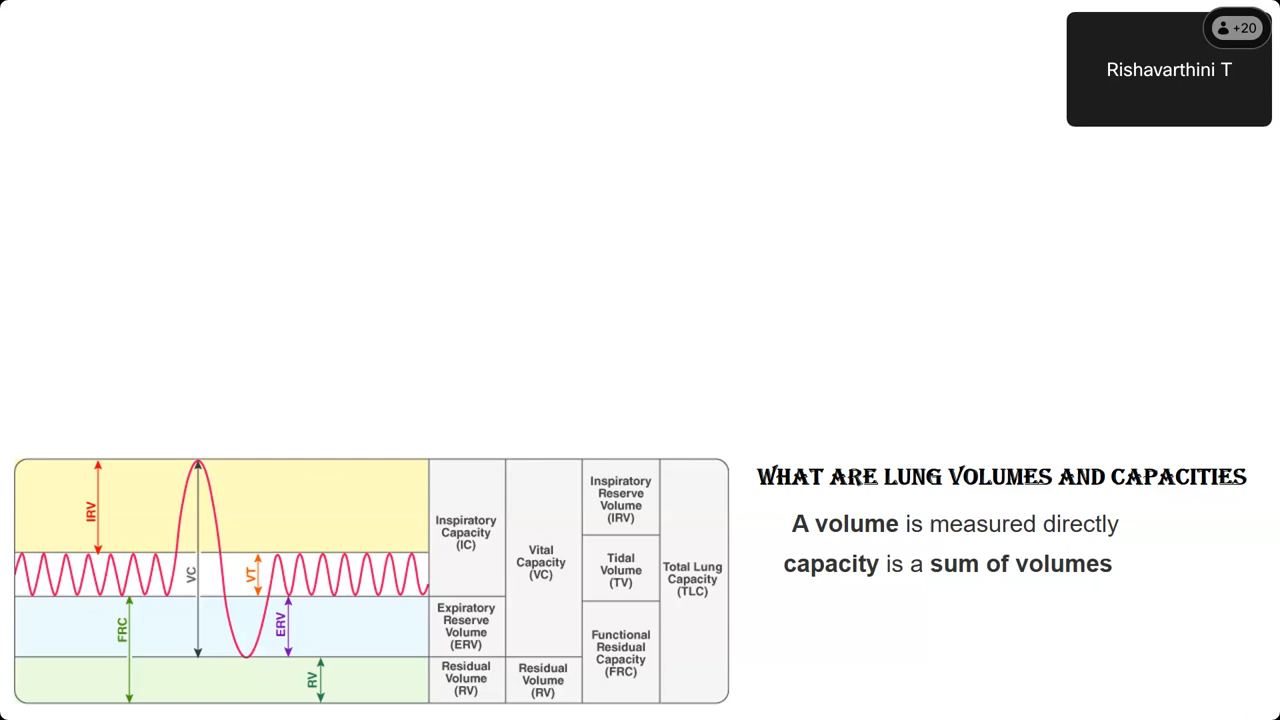 +20
Rishavarthini T
WHAT ARE LUNG VOLUMES AND CAPACITIES
A volume is measured directly
capacity is a sum of volumes
IRV
VC
VT
FRC
ERV
RV
Inspiratory
Capacity
(IC)
Expiratory
Reserve
Volume
(ERV)
Residual
Volume
(RV)
Vital
Capacity
(VC)
Residual
Volume
(RV)
Inspiratory
Reserve
Volume
(IRV)
Tidal
Volume
(TV)
Functional
Residual
Capacity
(FRC)
Total Lung
Capacity
(TLC)